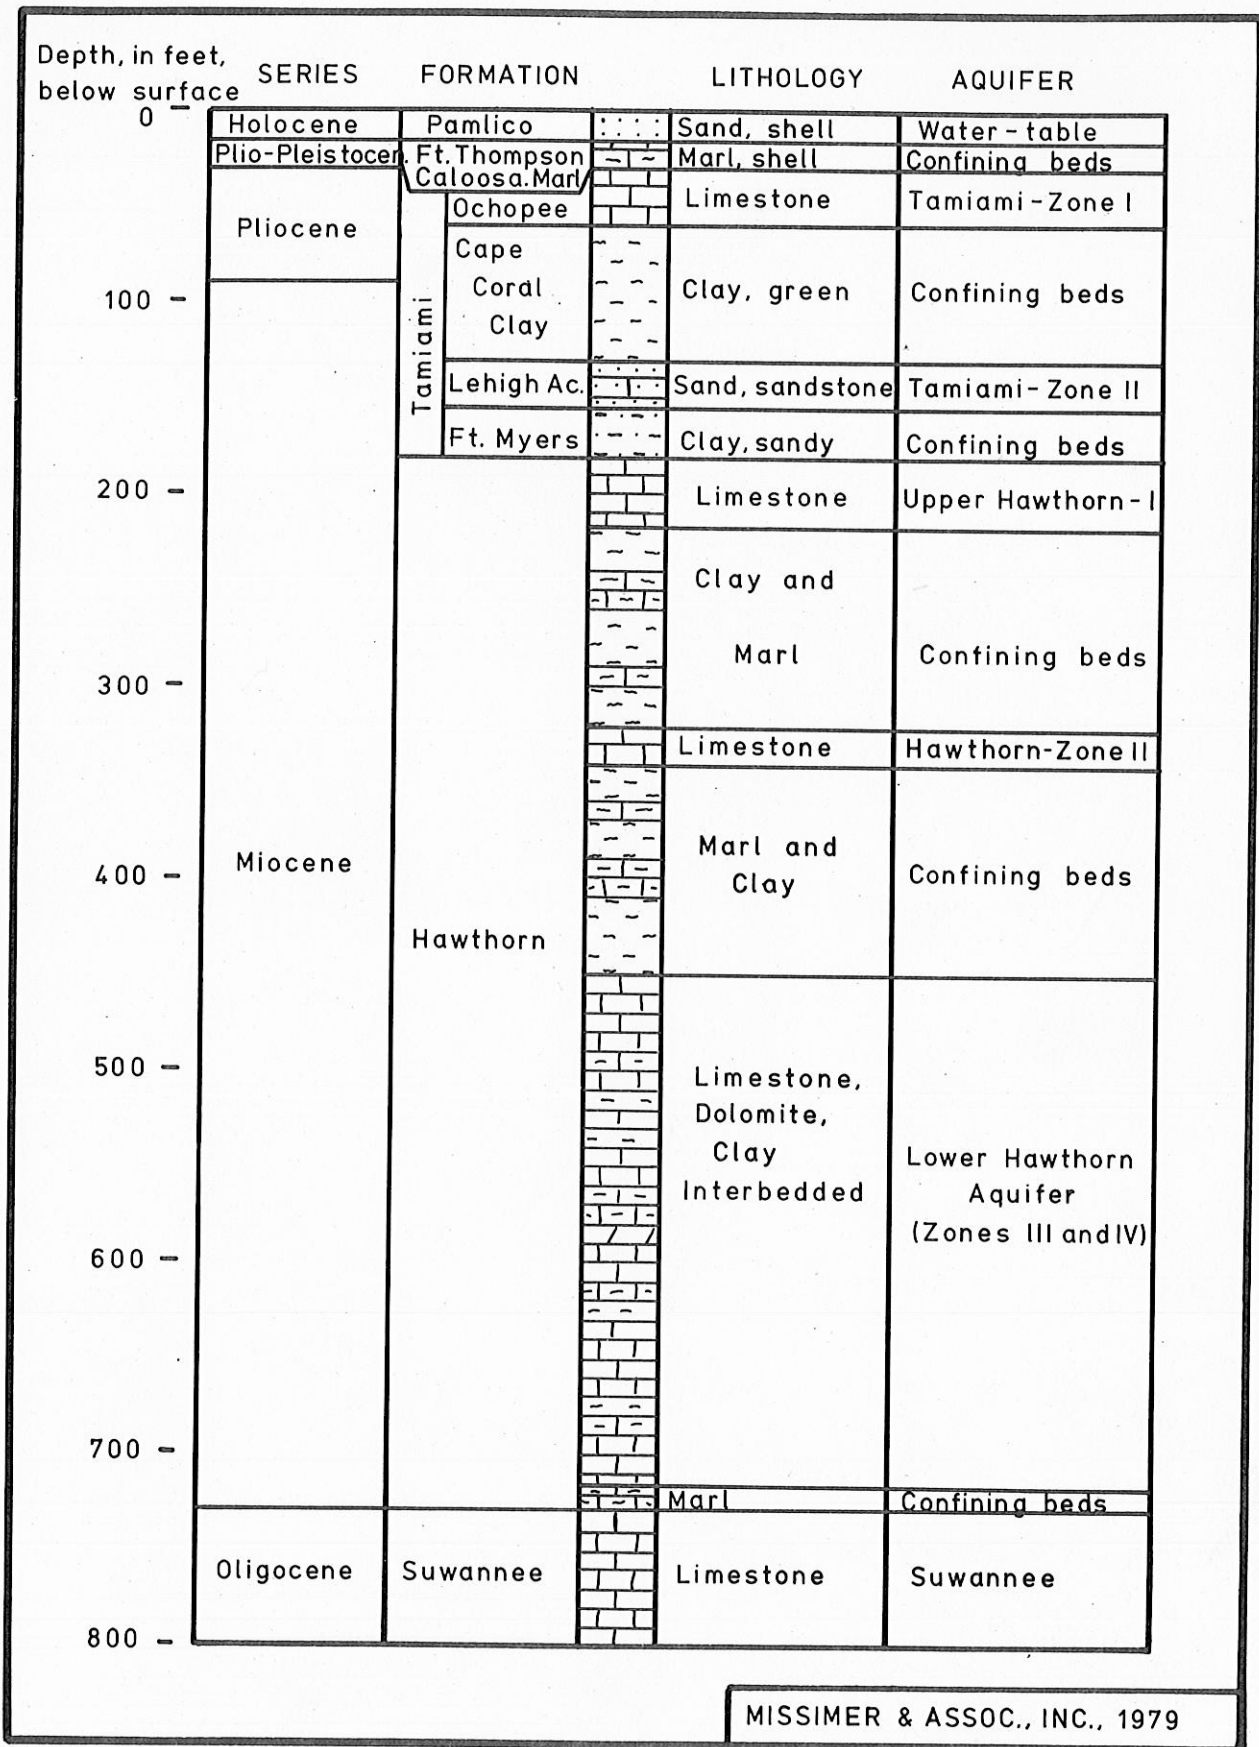 Depth, in feet,
below surface
SERIES FORMATION LITHOLOGY AQUIFER
0
Holocene Pamlico Sand, shell Water-table
Plio-Pleistocen. Ft. Thompson Marl, shell Confining beds
Caloosa. Marl
Ochopee Limestone Tamiami-Zone I
Pliocene
Cape
Coral
Clay
Clay, green Confining beds
100
Tamiami
Lehigh Ac. Sand, sandstone Tamiami-Zone II
Ft. Myers Clay, sandy Confining beds
200
Limestone Upper Hawthorn-I
Clay and
Marl
Confining beds
300
Limestone Hawthorn-Zone II
Miocene
Marl and
Clay
Confining beds
400
Hawthorn
500
Limestone,
Dolomite,
Clay
Interbedded
Lower Hawthorn
Aquifer
(Zones III and IV)
600
700
Marl Confining beds
Oligocene Suwannee Limestone Suwannee
800
MISSIMER & ASSOC., INC., 1979